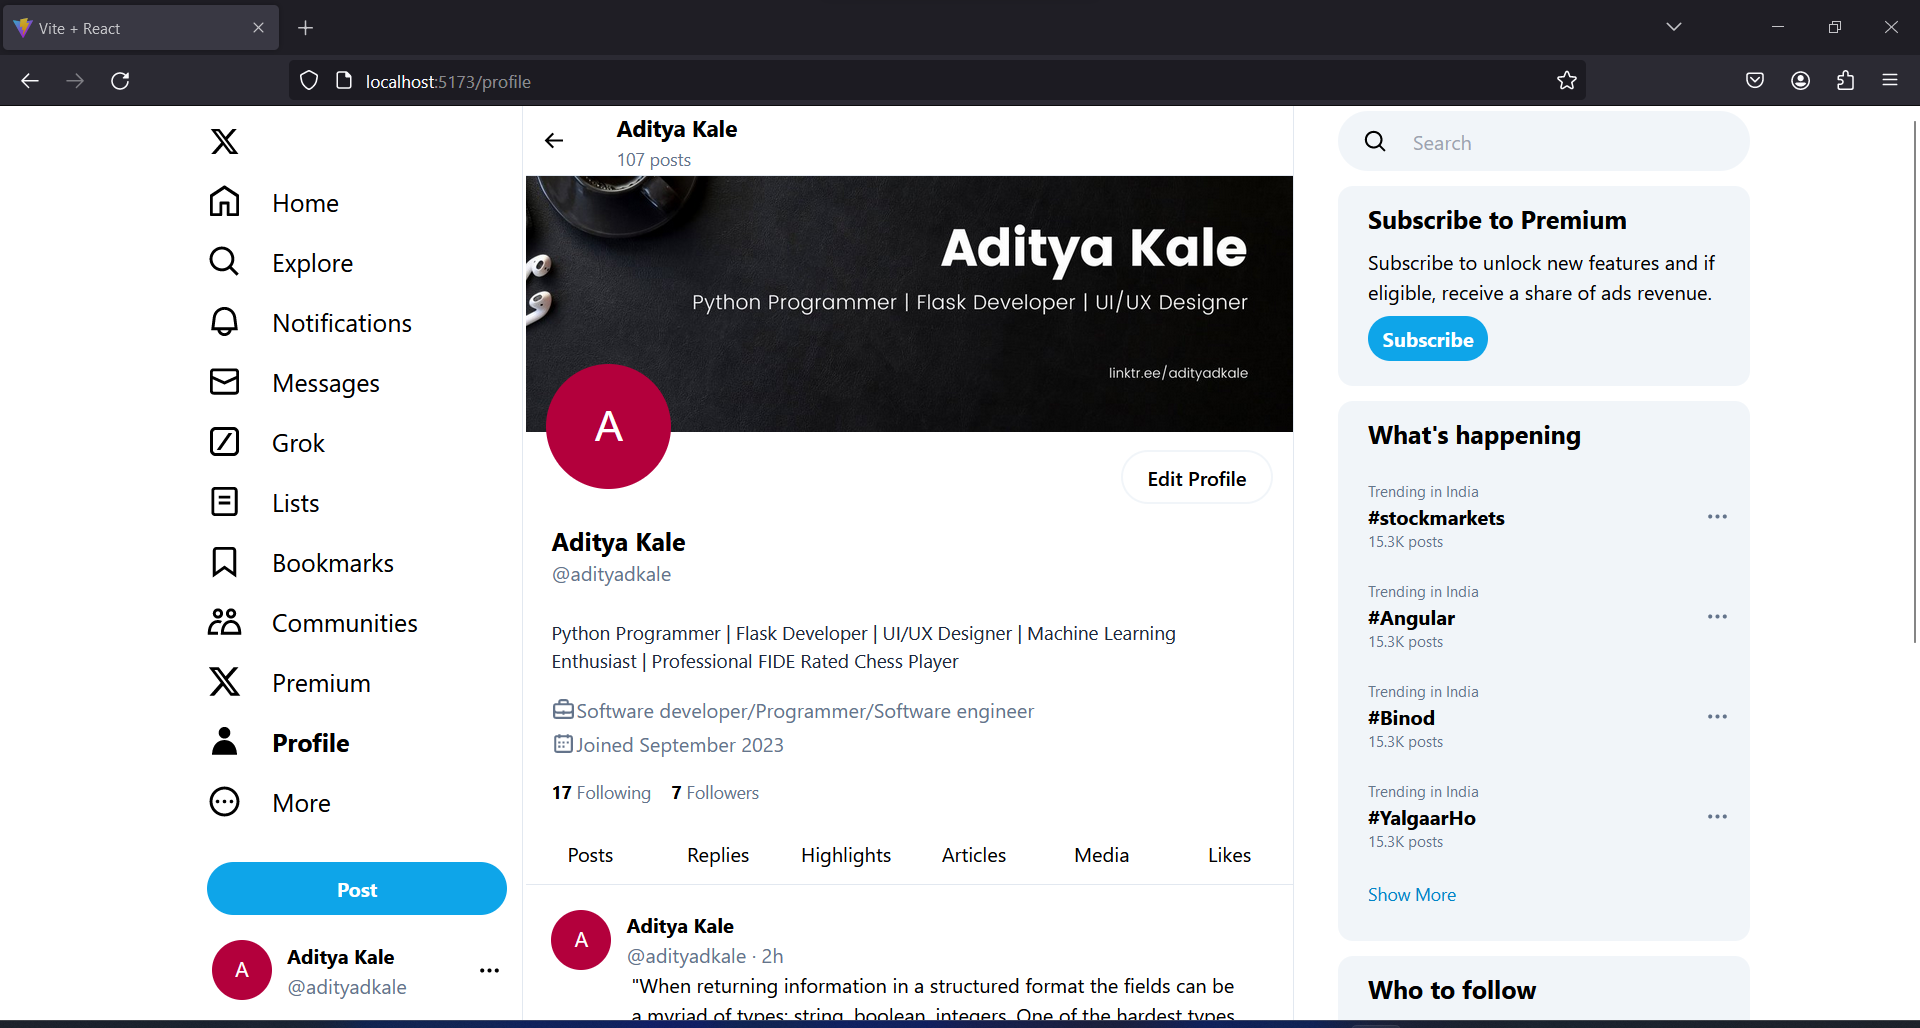 Vite + React
localhost:5173/profile
Home
Explore
Notifications
Messages
Grok
Lists
Bookmarks
Communities
Premium
Profile
More
Post
A
Aditya Kale
@adityadkale
Aditya Kale
107 posts
Aditya Kale
Python Programmer | Flask Developer | UI/UX Designer
linktr.ee/adityadkale
A
Edit Profile
Aditya Kale
@adityadkale
Python Programmer | Flask Developer | UI/UX Designer | Machine Learning
Enthusiast | Professional FIDE Rated Chess Player
Software developer/Programmer/Software engineer
Joined September 2023
17 Following 7 Followers
Posts Replies Highlights Articles Media Likes
A
Aditya Kale
@adityadkale · 2h
"When returning information in a structured format the fields can be
a myriad of types: string, boolean, integers. One of the hardest types
Search
Subscribe to Premium
Subscribe to unlock new features and if
eligible, receive a share of ads revenue.
Subscribe
What's happening
Trending in India
#stockmarkets
15.3K posts
Trending in India
#Angular
15.3K posts
Trending in India
#Binod
15.3K posts
Trending in India
#YalgaarHo
15.3K posts
Show More
Who to follow